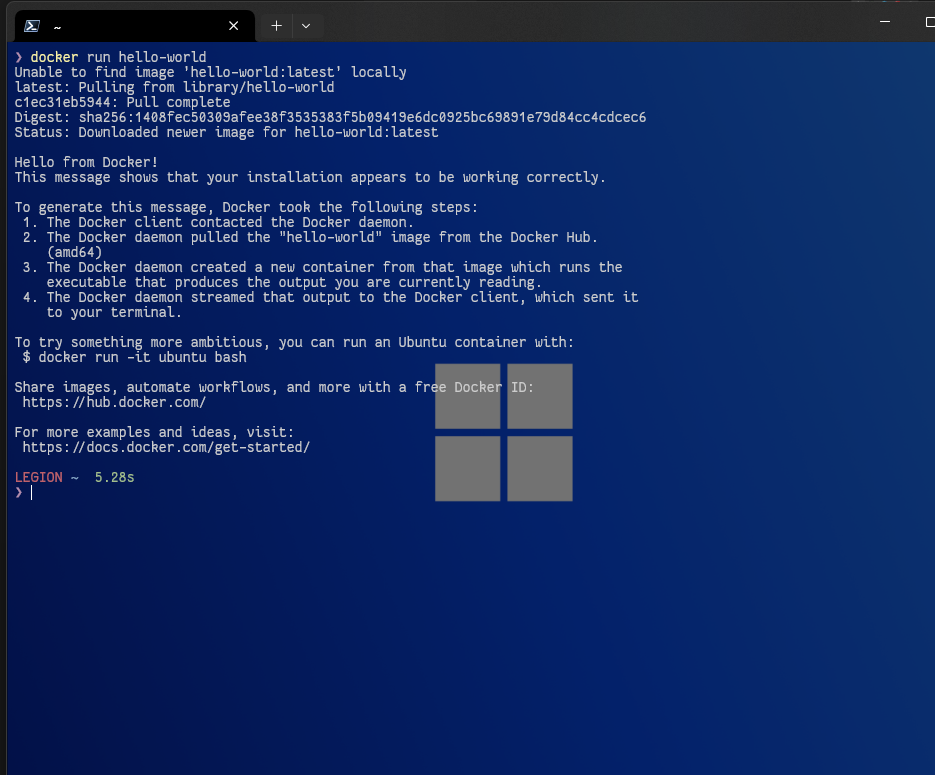 ~
❯ docker run hello-world
Unable to find image 'hello-world:latest' locally
latest: Pulling from library/hello-world
c1ec31eb5944: Pull complete
Digest: sha256:1408fec50309afee38f3535383f5b09419e6dc0925bc69891e79d84cc4cdcec6
Status: Downloaded newer image for hello-world:latest

Hello from Docker!
This message shows that your installation appears to be working correctly.

To generate this message, Docker took the following steps:
 1. The Docker client contacted the Docker daemon.
 2. The Docker daemon pulled the "hello-world" image from the Docker Hub.
    (amd64)
 3. The Docker daemon created a new container from that image which runs the
    executable that produces the output you are currently reading.
 4. The Docker daemon streamed that output to the Docker client, which sent it
    to your terminal.

To try something more ambitious, you can run an Ubuntu container with:
 $ docker run -it ubuntu bash

Share images, automate workflows, and more with a free Docker ID:
 https://hub.docker.com/

For more examples and ideas, visit:
 https://docs.docker.com/get-started/

LEGION ~  5.28s
❯